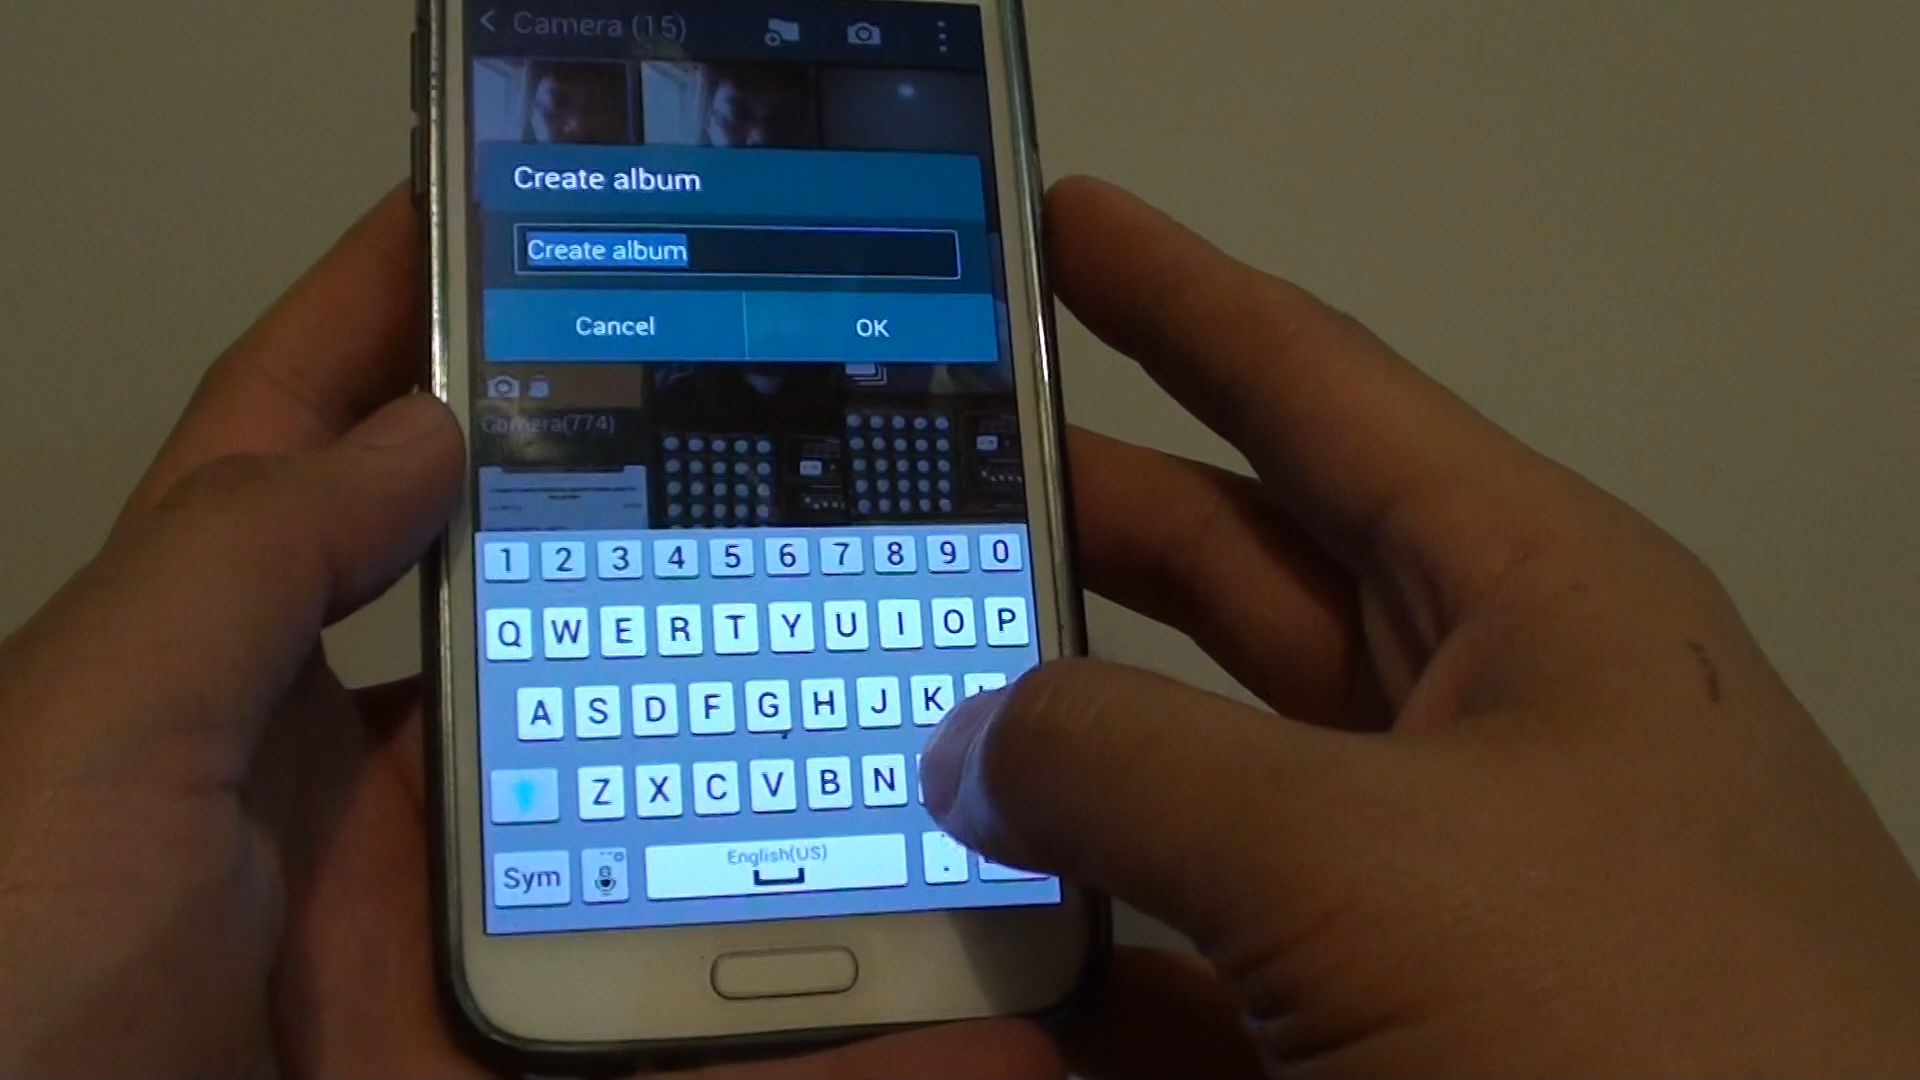 Camera (15)
Create album
Create album
Cancel OK
Camera(774)
1 2 3 4 5 6 7 8 9 0
Q W E R T Y U I O P
A S D F G H J K
Z X C V B N
Sym English(US) .